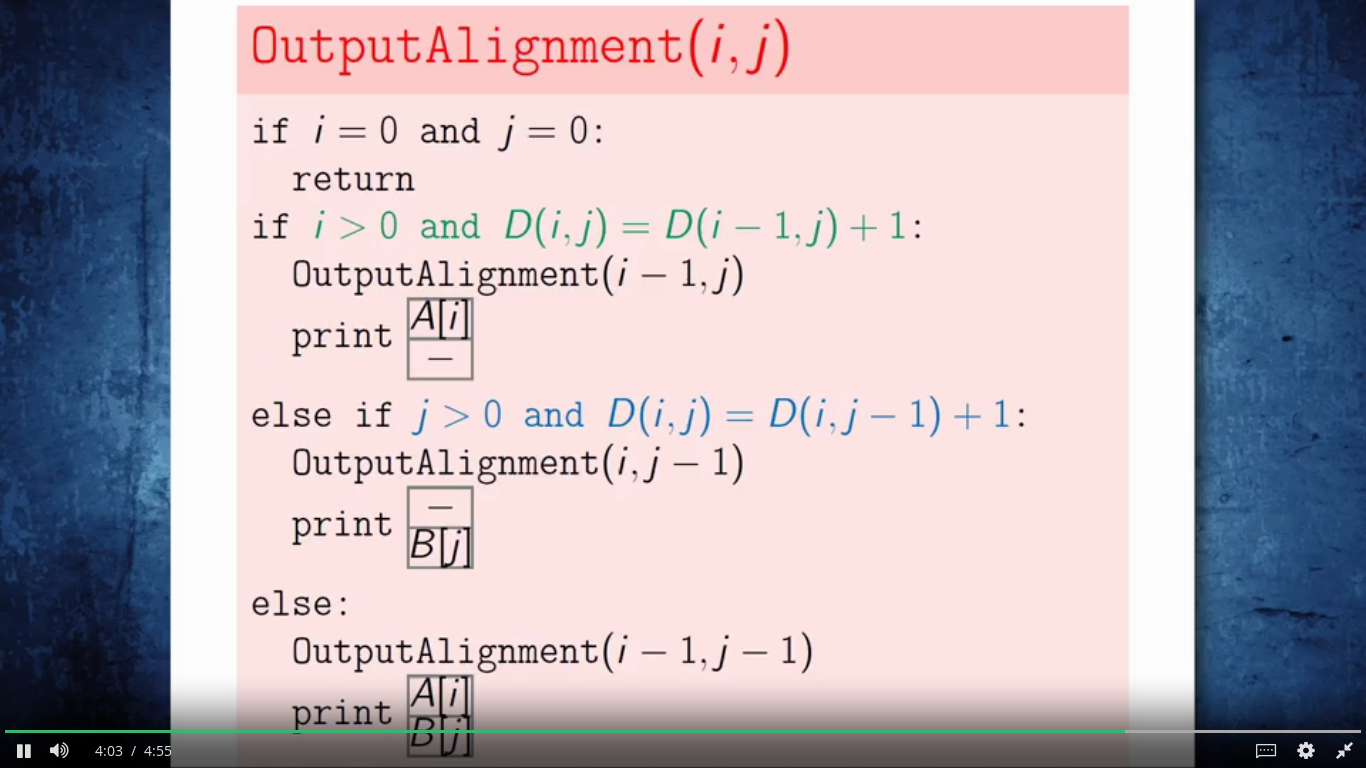 OutputAlignment(i, j)
if i = 0 and j = 0:
return
if i > 0 and D(i, j) = D(i − 1, j) + 1:
OutputAlignment(i − 1, j)
print A[i]
−
else if j > 0 and D(i, j) = D(i, j − 1) + 1:
OutputAlignment(i, j − 1)
print −
B[j]
else:
OutputAlignment(i − 1, j − 1)
print A[i]
B[j]
4:03 / 4:55